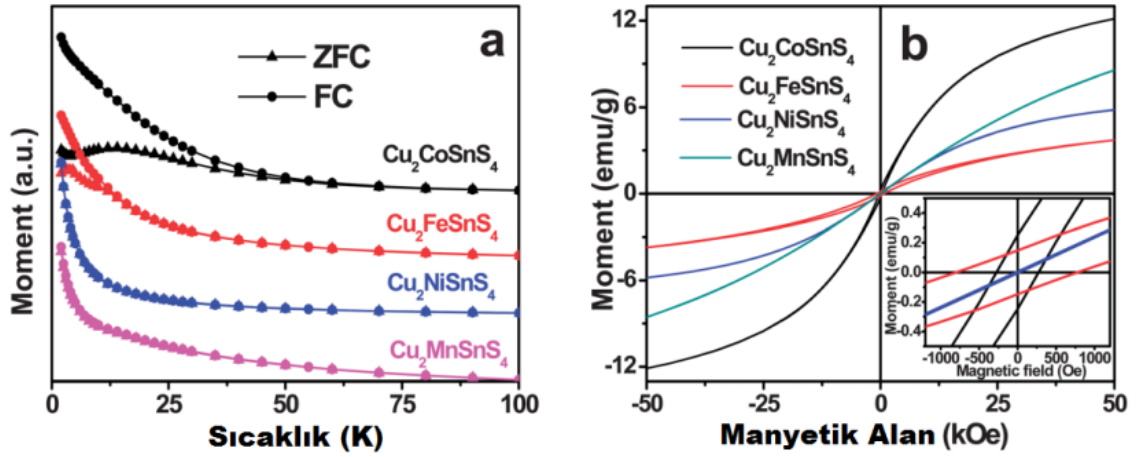 a
ZFC
FC
Cu₂CoSnS₄
Cu₂FeSnS₄
Cu₂NiSnS₄
Cu₂MnSnS₄
Moment (a.u.)
0 25 50 75 100
Sıcaklık (K)
b
Cu₂CoSnS₄
Cu₂FeSnS₄
Cu₂NiSnS₄
Cu₂MnSnS₄
Moment (emu/g)
12
6
0
-6
-12
-50 -25 0 25 50
Manyetik Alan (kOe)
Moment (emu/g)
0.4
0.2
0.0
-0.2
-0.4
-1000 -500 0 500 1000
Magnetic field (Oe)